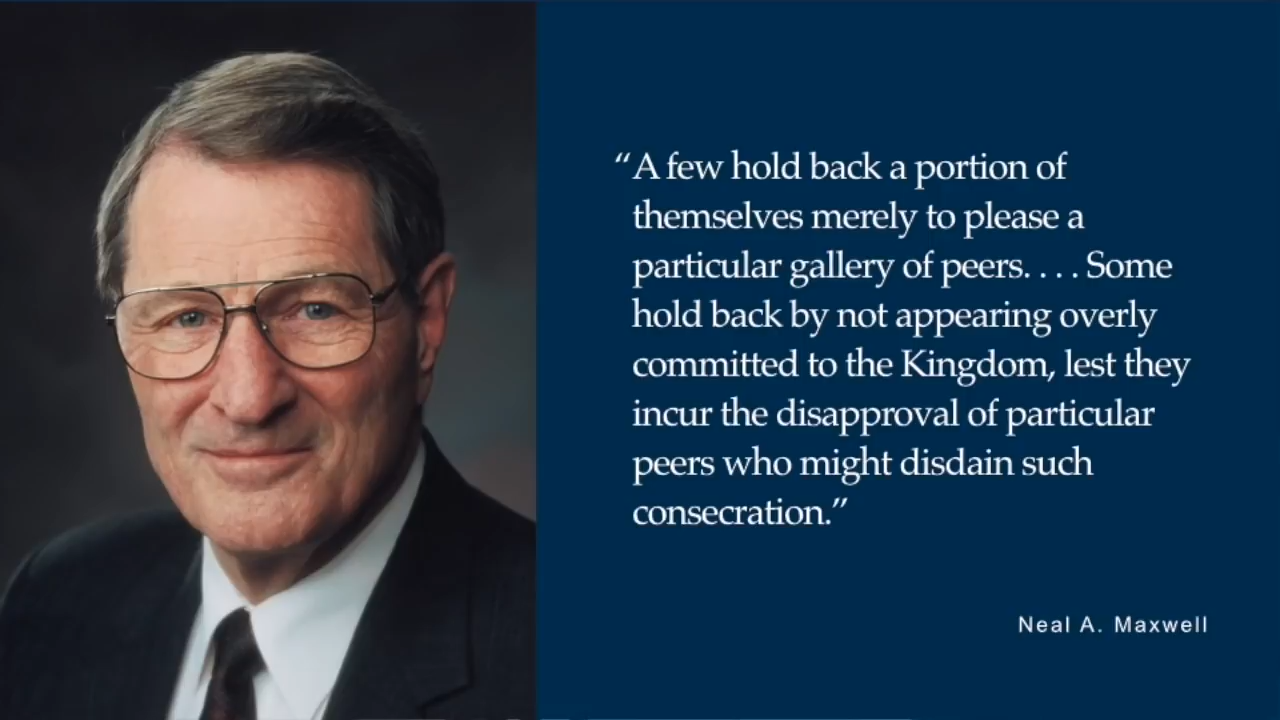 “A few hold back a portion of
themselves merely to please a
particular gallery of peers. . . . Some
hold back by not appearing overly
committed to the Kingdom, lest they
incur the disapproval of particular
peers who might disdain such
consecration.”
Neal A. Maxwell